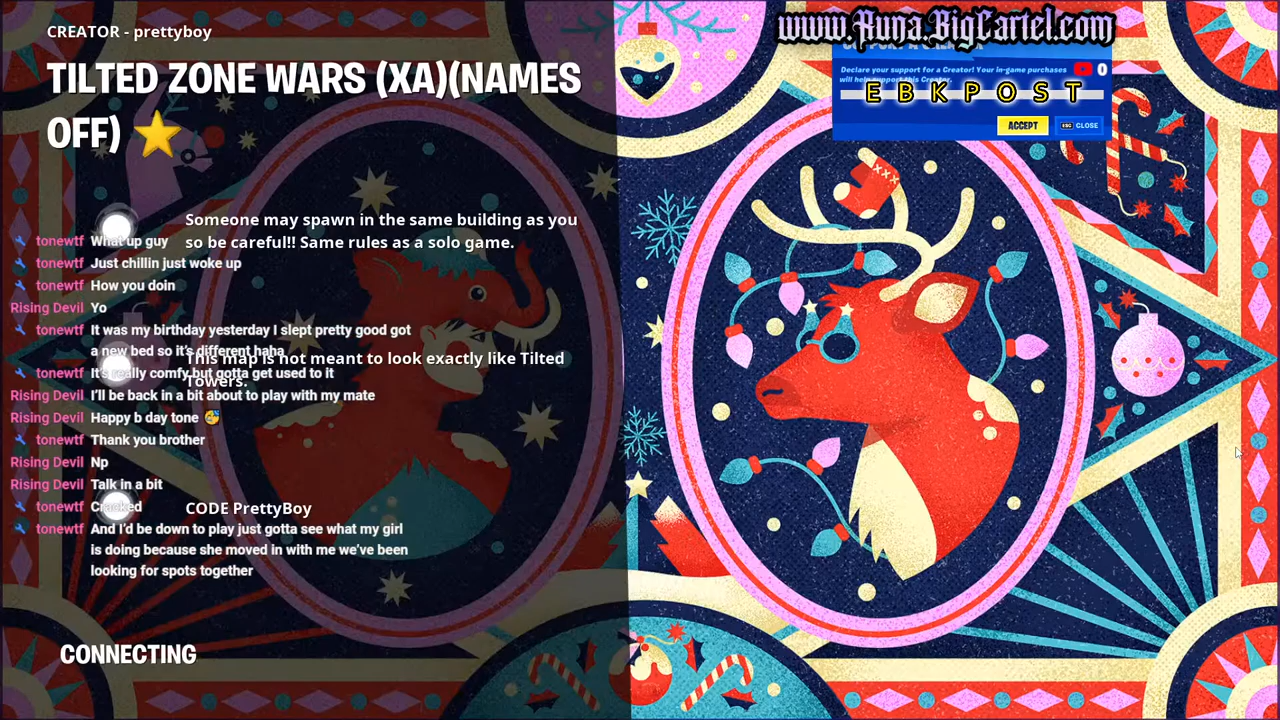 CREATOR - prettyboy
TILTED ZONE WARS (XA)(NAMES
OFF)
www.Runa.BigCartel.com
Declare your support for a Creator! Your in-game purchases
will help support this Creator.
0
EBKPOST
ACCEPT
ESC CLOSE
Someone may spawn in the same building as you
so be careful!! Same rules as a solo game.
tonewtf What up guy
tonewtf Just chillin just woke up
tonewtf How you doin
Rising Devil Yo
tonewtf It was my birthday yesterday I slept pretty good got
a new bed so it's different haha
This map is not meant to look exactly like Tilted
Towers.
tonewtf It's really comfy but gotta get used to it
Rising Devil I'll be back in a bit about to play with my mate
Rising Devil Happy b day tone 🥳
tonewtf Thank you brother
Rising Devil Np
Rising Devil Talk in a bit
tonewtf Cracked
CODE PrettyBoy
tonewtf And I'd be down to play just gotta see what my girl
is doing because she moved in with me we've been
looking for spots together
CONNECTING